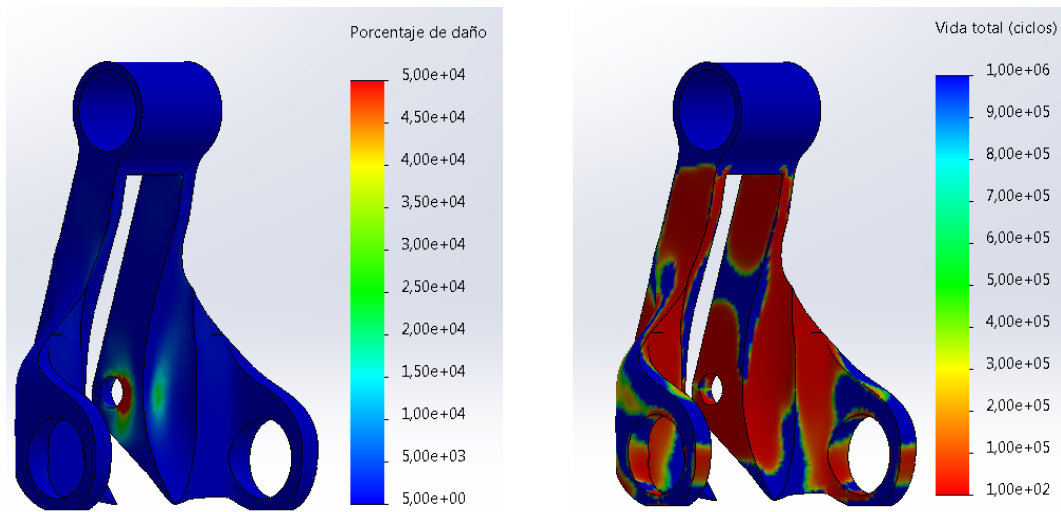 Porcentaje de daño
5,00e+04
4,50e+04
4,00e+04
3,50e+04
3,00e+04
2,50e+04
2,00e+04
1,50e+04
1,00e+04
5,00e+03
5,00e+00
Vida total (ciclos)
1,00e+06
9,00e+05
8,00e+05
7,00e+05
6,00e+05
5,00e+05
4,00e+05
3,00e+05
2,00e+05
1,00e+05
1,00e+02